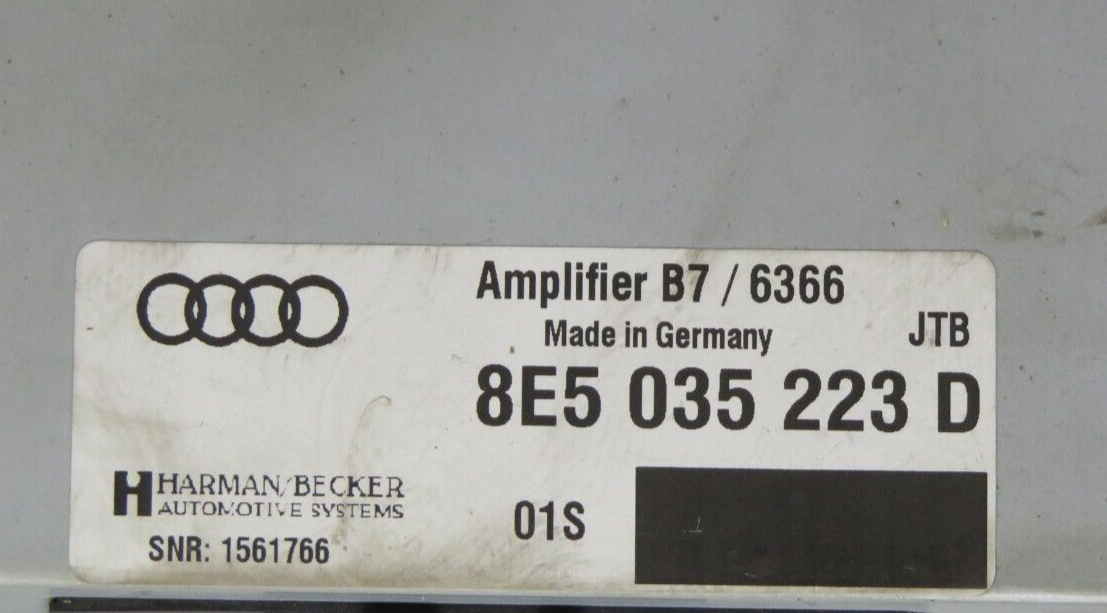 Amplifier B7 / 6366
Made in Germany
JTB
8E5 035 223 D
HARMAN/BECKER
AUTOMOTIVE SYSTEMS
01S
SNR: 1561766